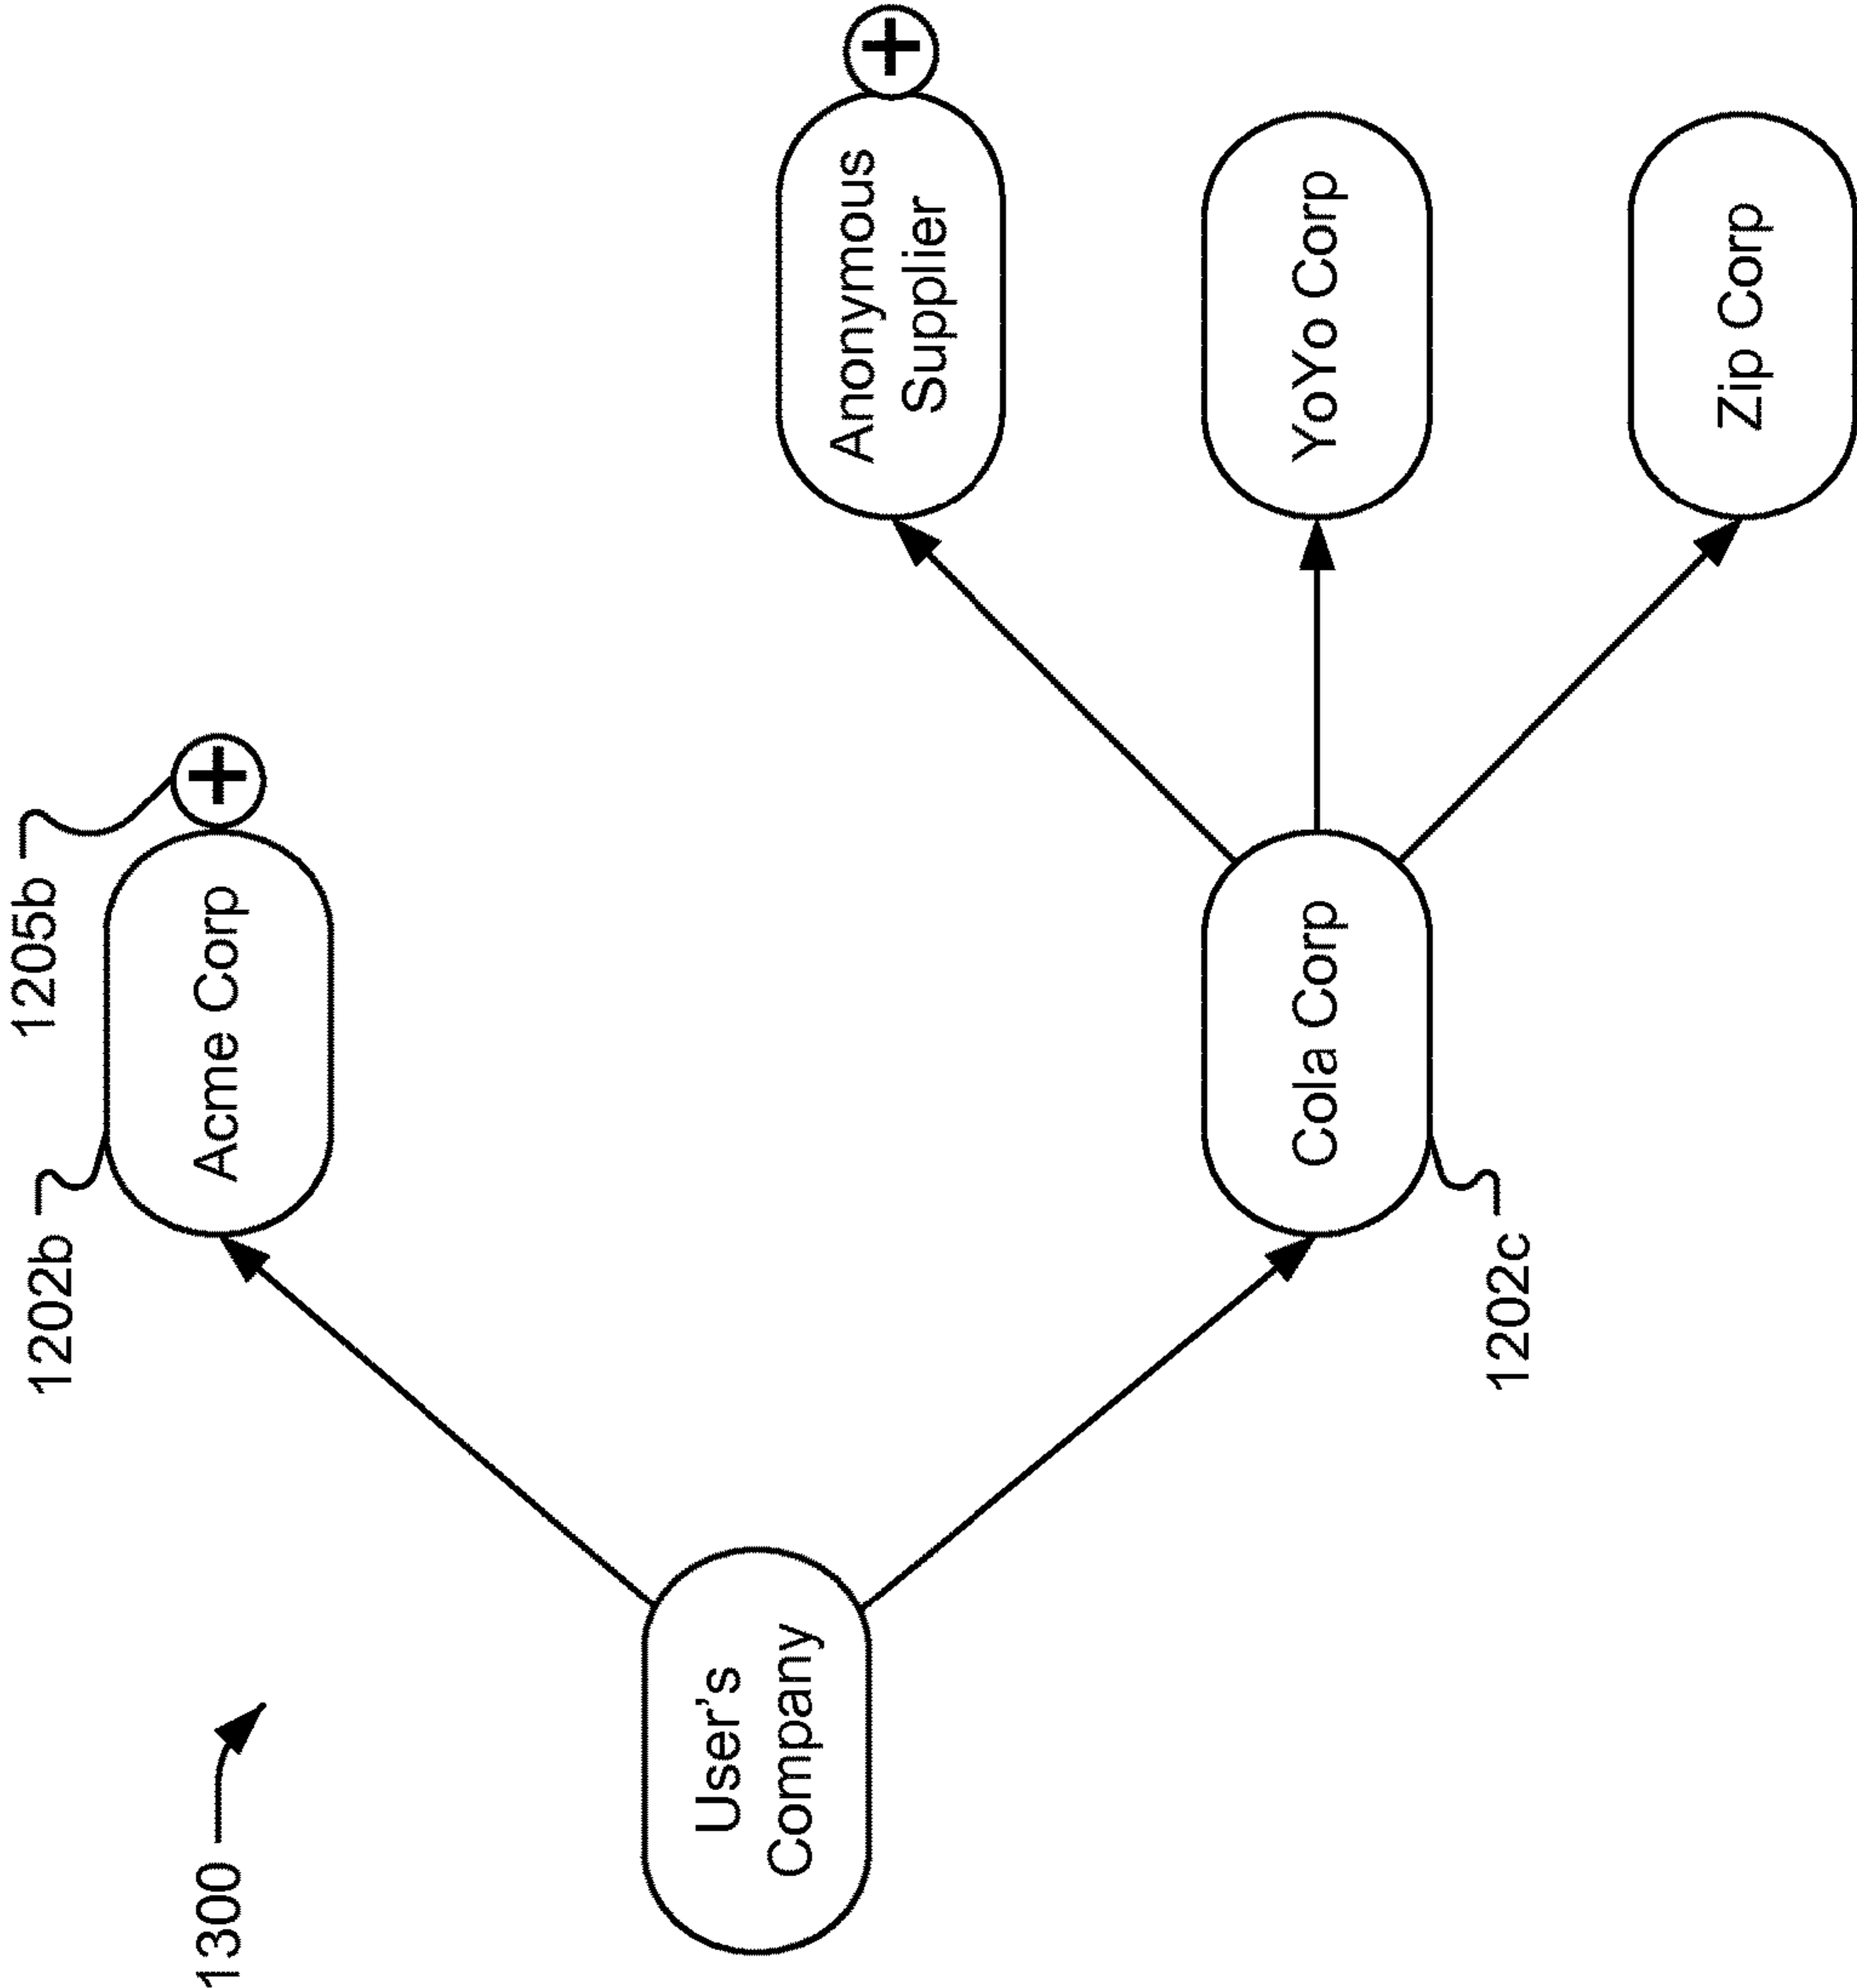 1300
1202b
1205b
Acme Corp
User's
Company
Cola Corp
1202c
Anonymous
Supplier
YoYo Corp
Zip Corp